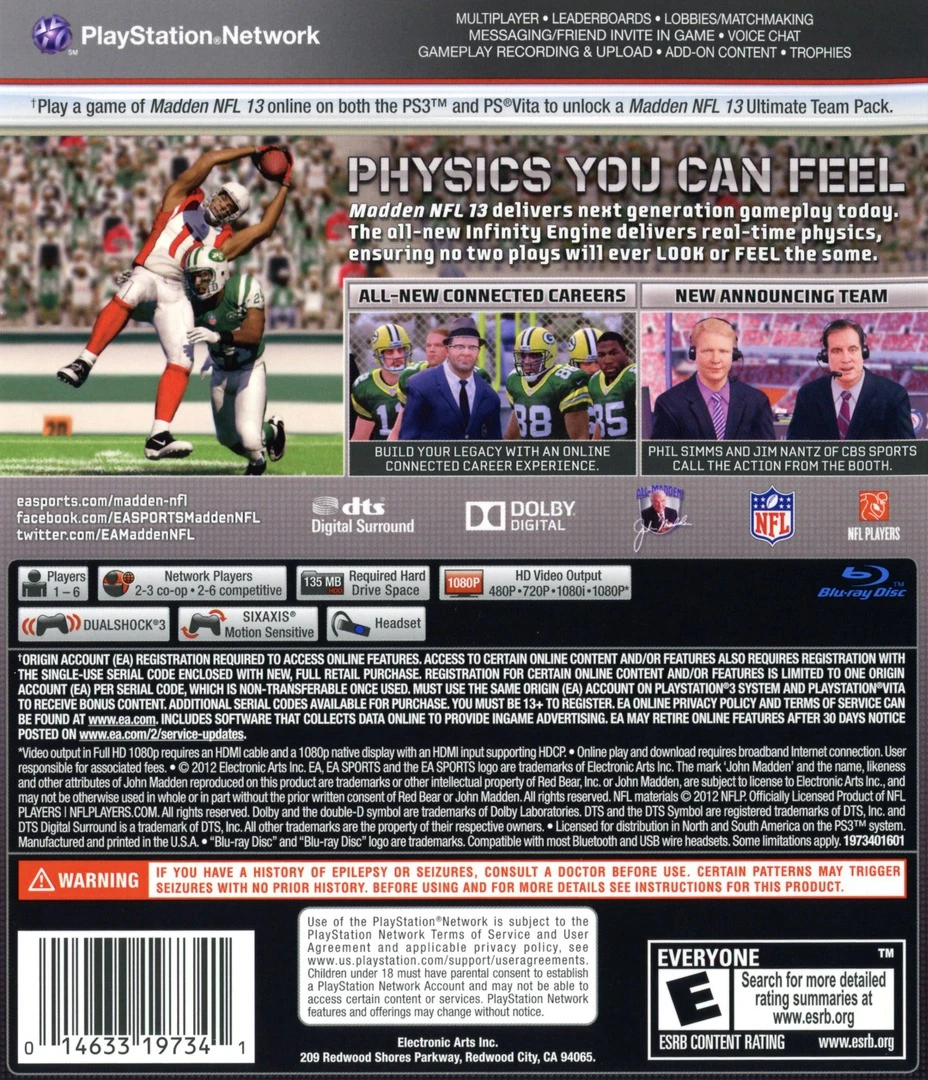 PlayStation®Network
SM
MULTIPLAYER • LEADERBOARDS • LOBBIES/MATCHMAKING
MESSAGING/FRIEND INVITE IN GAME • VOICE CHAT
GAMEPLAY RECORDING & UPLOAD • ADD-ON CONTENT • TROPHIES
†Play a game of Madden NFL 13 online on both the PS3™ and PS®Vita to unlock a Madden NFL 13 Ultimate Team Pack.
PHYSICS YOU CAN FEEL
Madden NFL 13 delivers next generation gameplay today.
The all-new Infinity Engine delivers real-time physics,
ensuring no two plays will ever LOOK or FEEL the same.
ALL-NEW CONNECTED CAREERS
88
85
BUILD YOUR LEGACY WITH AN ONLINE
CONNECTED CAREER EXPERIENCE.
NEW ANNOUNCING TEAM
PHIL SIMMS AND JIM NANTZ OF CBS SPORTS
CALL THE ACTION FROM THE BOOTH.
20
easports.com/madden-nfl
facebook.com/EASPORTSMaddenNFL
twitter.com/EAMaddenNFL
dts
Digital Surround
DOLBY
DIGITAL
ALL-MADDEN!
John Madden
NFL
NFL PLAYERS
Players
1 – 6
Network Players
2-3 co-op • 2-6 competitive
135 MB
HDD
Required Hard
Drive Space
1080P
HD Video Output
480P•720P•1080i•1080P*
Blu-ray Disc™
DUALSHOCK®3
SIXAXIS®
Motion Sensitive
Headset
†ORIGIN ACCOUNT (EA) REGISTRATION REQUIRED TO ACCESS ONLINE FEATURES. ACCESS TO CERTAIN ONLINE CONTENT AND/OR FEATURES ALSO REQUIRES REGISTRATION WITH
THE SINGLE-USE SERIAL CODE ENCLOSED WITH NEW, FULL RETAIL PURCHASE. REGISTRATION FOR CERTAIN ONLINE CONTENT AND/OR FEATURES IS LIMITED TO ONE ORIGIN
ACCOUNT (EA) PER SERIAL CODE, WHICH IS NON-TRANSFERABLE ONCE USED. MUST USE THE SAME ORIGIN (EA) ACCOUNT ON PLAYSTATION®3 SYSTEM AND PLAYSTATION®VITA
TO RECEIVE BONUS CONTENT. ADDITIONAL SERIAL CODES AVAILABLE FOR PURCHASE. YOU MUST BE 13+ TO REGISTER. EA ONLINE PRIVACY POLICY AND TERMS OF SERVICE CAN
BE FOUND AT www.ea.com. INCLUDES SOFTWARE THAT COLLECTS DATA ONLINE TO PROVIDE INGAME ADVERTISING. EA MAY RETIRE ONLINE FEATURES AFTER 30 DAYS NOTICE
POSTED ON www.ea.com/2/service-updates.
*Video output in Full HD 1080p requires an HDMI cable and a 1080p native display with an HDMI input supporting HDCP. • Online play and download requires broadband Internet connection. User
responsible for associated fees. • © 2012 Electronic Arts Inc. EA, EA SPORTS and the EA SPORTS logo are trademarks of Electronic Arts Inc. The mark 'John Madden' and the name, likeness
and other attributes of John Madden reproduced on this product are trademarks or other intellectual property of Red Bear, Inc. or John Madden, are subject to license to Electronic Arts Inc., and
may not be otherwise used in whole or in part without the prior written consent of Red Bear or John Madden. All rights reserved. NFL materials © 2012 NFLP. Officially Licensed Product of NFL
PLAYERS | NFLPLAYERS.COM. All rights reserved. Dolby and the double-D symbol are trademarks of Dolby Laboratories. DTS and the DTS Symbol are registered trademarks of DTS, Inc. and
DTS Digital Surround is a trademark of DTS, Inc. All other trademarks are the property of their respective owners. • Licensed for distribution in North and South America on the PS3™ system.
Manufactured and printed in the U.S.A. • "Blu-ray Disc" and "Blu-ray Disc" logo are trademarks. Compatible with most Bluetooth and USB wire headsets. Some limitations apply. 1973401601
WARNING
IF YOU HAVE A HISTORY OF EPILEPSY OR SEIZURES, CONSULT A DOCTOR BEFORE USE. CERTAIN PATTERNS MAY TRIGGER
SEIZURES WITH NO PRIOR HISTORY. BEFORE USING AND FOR MORE DETAILS SEE INSTRUCTIONS FOR THIS PRODUCT.
0 14633 19734 1
Use of the PlayStation®Network is subject to the
PlayStation Network Terms of Service and User
Agreement and applicable privacy policy, see
www.us.playstation.com/support/useragreements.
Children under 18 must have parental consent to establish
a PlayStation Network Account and may not be able to
access certain content or services. PlayStation Network
features and offerings may change without notice.
Electronic Arts Inc.
209 Redwood Shores Parkway, Redwood City, CA 94065.
EVERYONE
TM
E
Search for more detailed
rating summaries at
www.esrb.org
ESRB CONTENT RATING
www.esrb.org